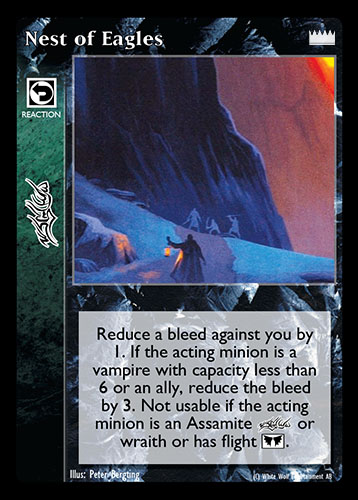 Nest of Eagles
REACTION
Reduce a bleed against you by
1. If the acting minion is a
vampire with capacity less than
6 or an ally, reduce the bleed
by 3. Not usable if the acting
minion is an Assamite or
wraith or has flight .
Illus: Peter Bergting
(C) White Wolf Entertainment AB